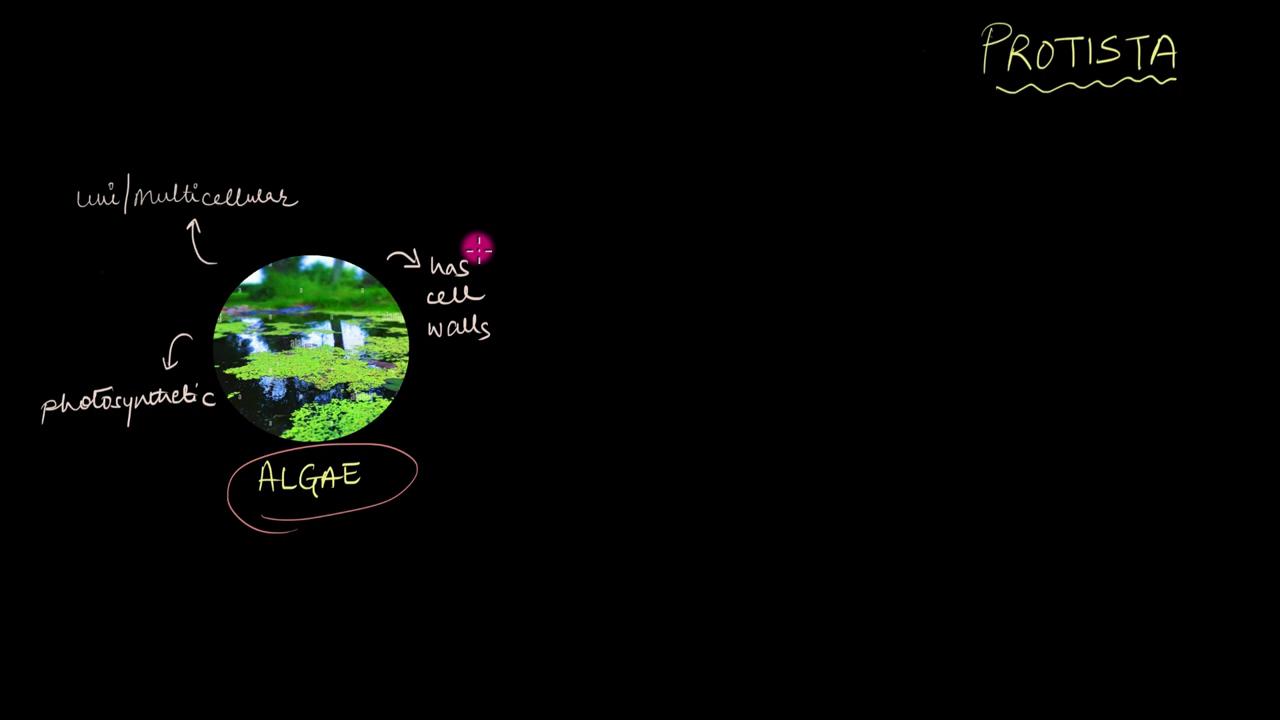 PROTISTA
uni/multicellular
has
cell
walls
photosynthetic
ALGAE